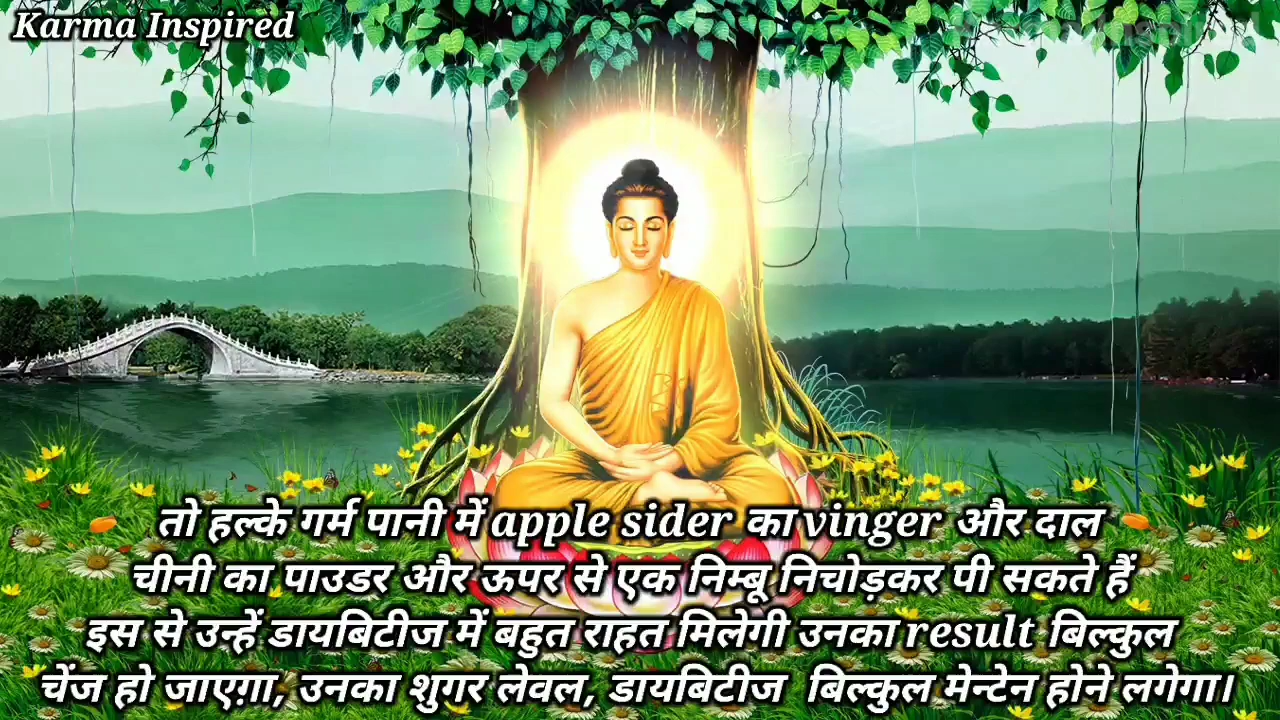 Karma Inspired
तो हल्के गर्म पानी में apple sider का vinger और दाल
चीनी का पाउडर और ऊपर से एक निम्बू निचोड़कर पी सकते हैं
इस से उन्हें डायबिटीज में बहुत राहत मिलेगी उनका result बिल्कुल
चेंज हो जाएग़ा, उनका शुगर लेवल, डायबिटीज बिल्कुल मेन्टेन होने लगेगा।